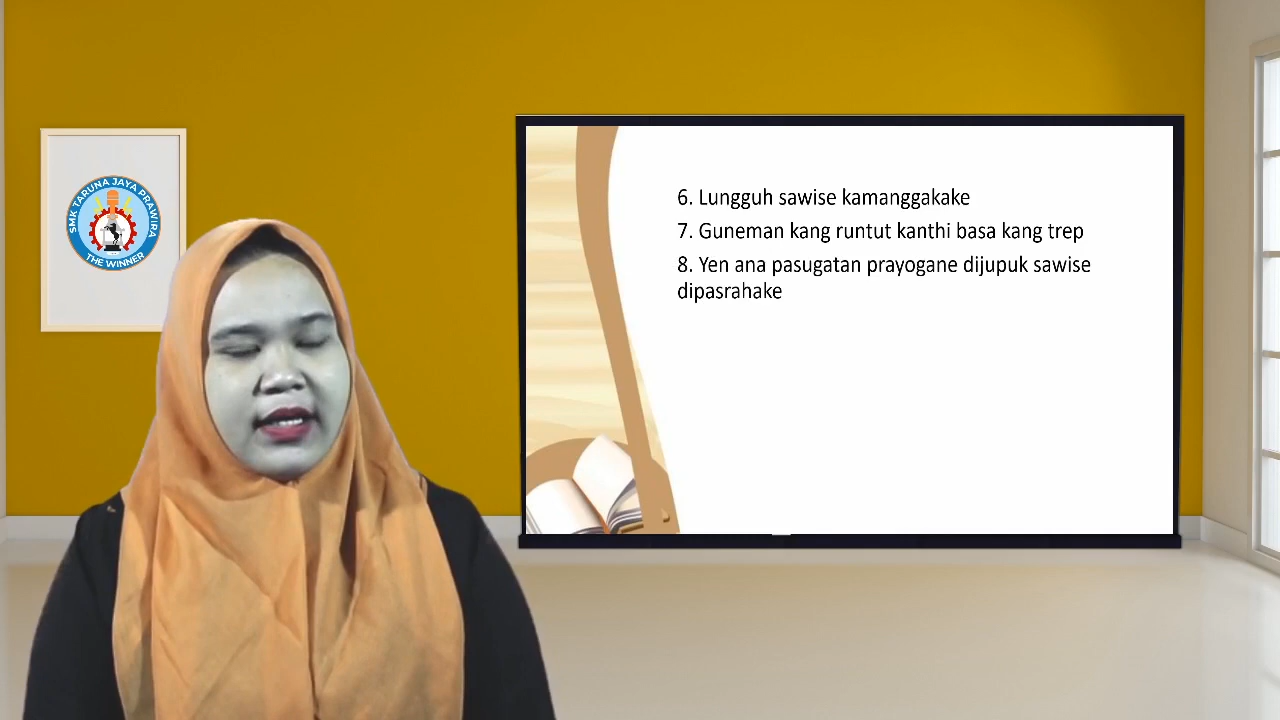 SMK TARUNA JAYA PRAWIRA
THE WINNER
6. Lungguh sawise kamanggakake
7. Guneman kang runtut kanthi basa kang trep
8. Yen ana pasugatan prayogane dijupuk sawise
dipasrahake